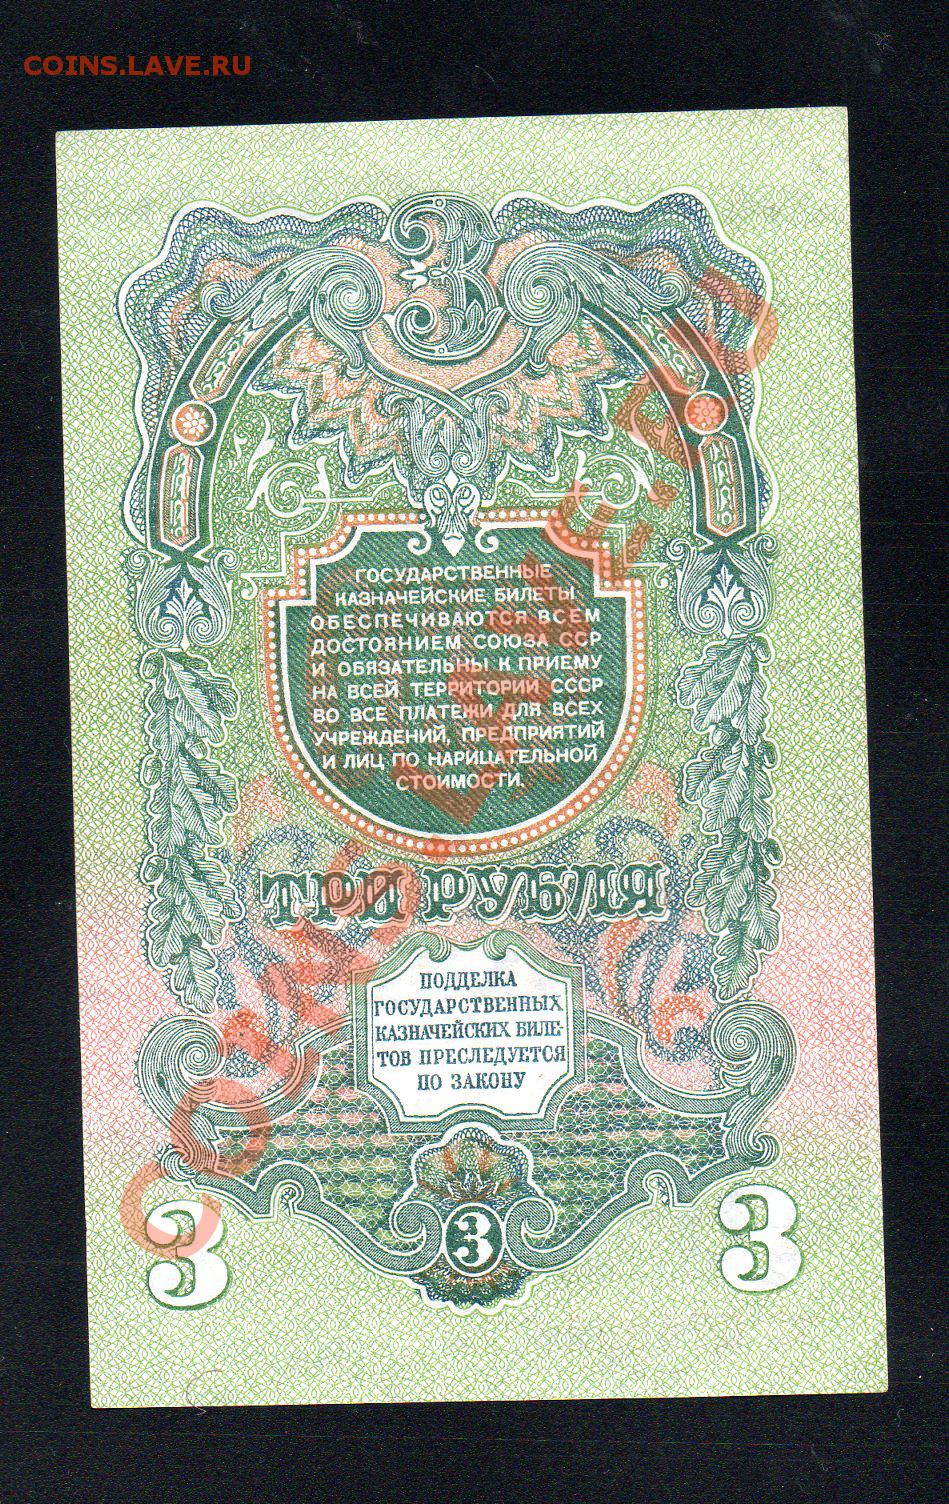 COINS.LAVE.RU
3
ГОСУДАРСТВЕННЫЕ
КАЗНАЧЕЙСКИЕ БИЛЕТЫ
ОБЕСПЕЧИВАЮТСЯ ВСЕМ
ДОСТОЯНИЕМ СОЮЗА ССР
И ОБЯЗАТЕЛЬНЫ К ПРИЕМУ
НА ВСЕЙ ТЕРРИТОРИИ СССР
ВО ВСЕ ПЛАТЕЖИ ДЛЯ ВСЕХ
УЧРЕЖДЕНИЙ, ПРЕДПРИЯТИЙ
И ЛИЦ ПО НАРИЦАТЕЛЬНОЙ
СТОИМОСТИ.
ТРИ РУБЛЯ
ПОДДЕЛКА
ГОСУДАРСТВЕННЫХ
КАЗНАЧЕЙСКИХ БИЛЕ-
ТОВ ПРЕСЛЕДУЕТСЯ
ПО ЗАКОНУ
3 3 3